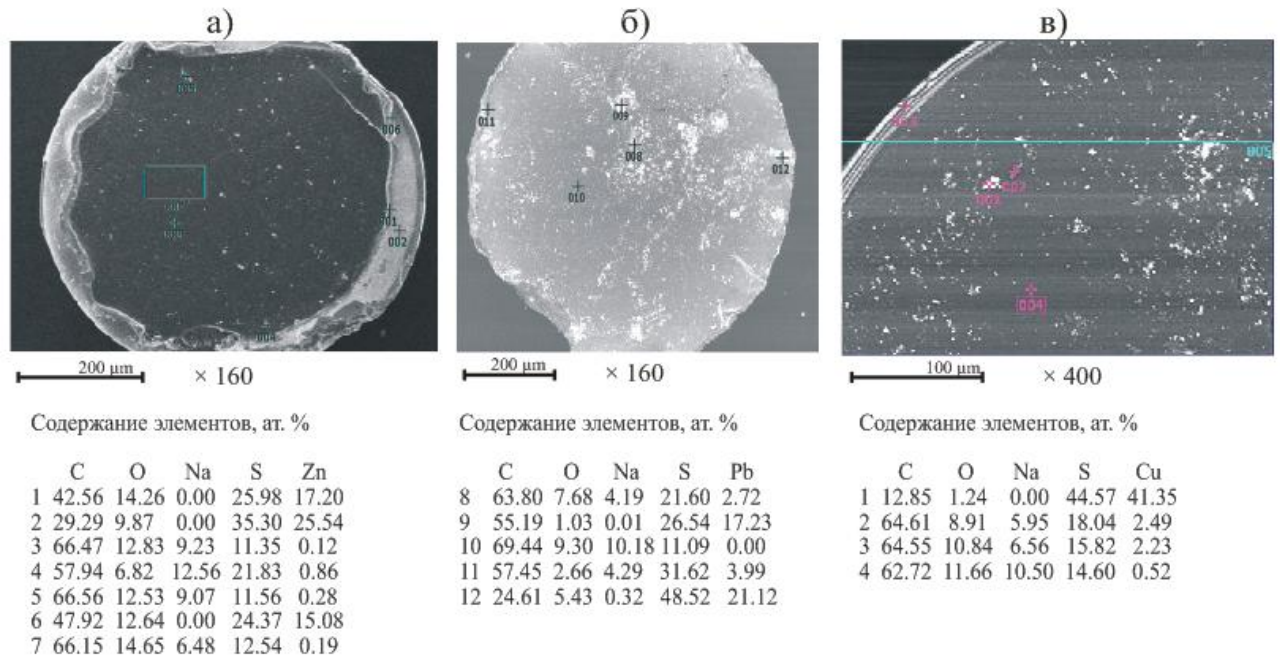 а) б) в)
006
001
002
004
011
009
008
012
010
005
007
004
200 µm × 160
200 µm × 160
100 µm × 400
Содержание элементов, ат. %
C O Na S Zn
1 42.56 14.26 0.00 25.98 17.20
2 29.29 9.87 0.00 35.30 25.54
3 66.47 12.83 9.23 11.35 0.12
4 57.94 6.82 12.56 21.83 0.86
5 66.56 12.53 9.07 11.56 0.28
6 47.92 12.64 0.00 24.37 15.08
7 66.15 14.65 6.48 12.54 0.19
Содержание элементов, ат. %
C O Na S Pb
8 63.80 7.68 4.19 21.60 2.72
9 55.19 1.03 0.01 26.54 17.23
10 69.44 9.30 10.18 11.09 0.00
11 57.45 2.66 4.29 31.62 3.99
12 24.61 5.43 0.32 48.52 21.12
Содержание элементов, ат. %
C O Na S Cu
1 12.85 1.24 0.00 44.57 41.35
2 64.61 8.91 5.95 18.04 2.49
3 64.55 10.84 6.56 15.82 2.23
4 62.72 11.66 10.50 14.60 0.52